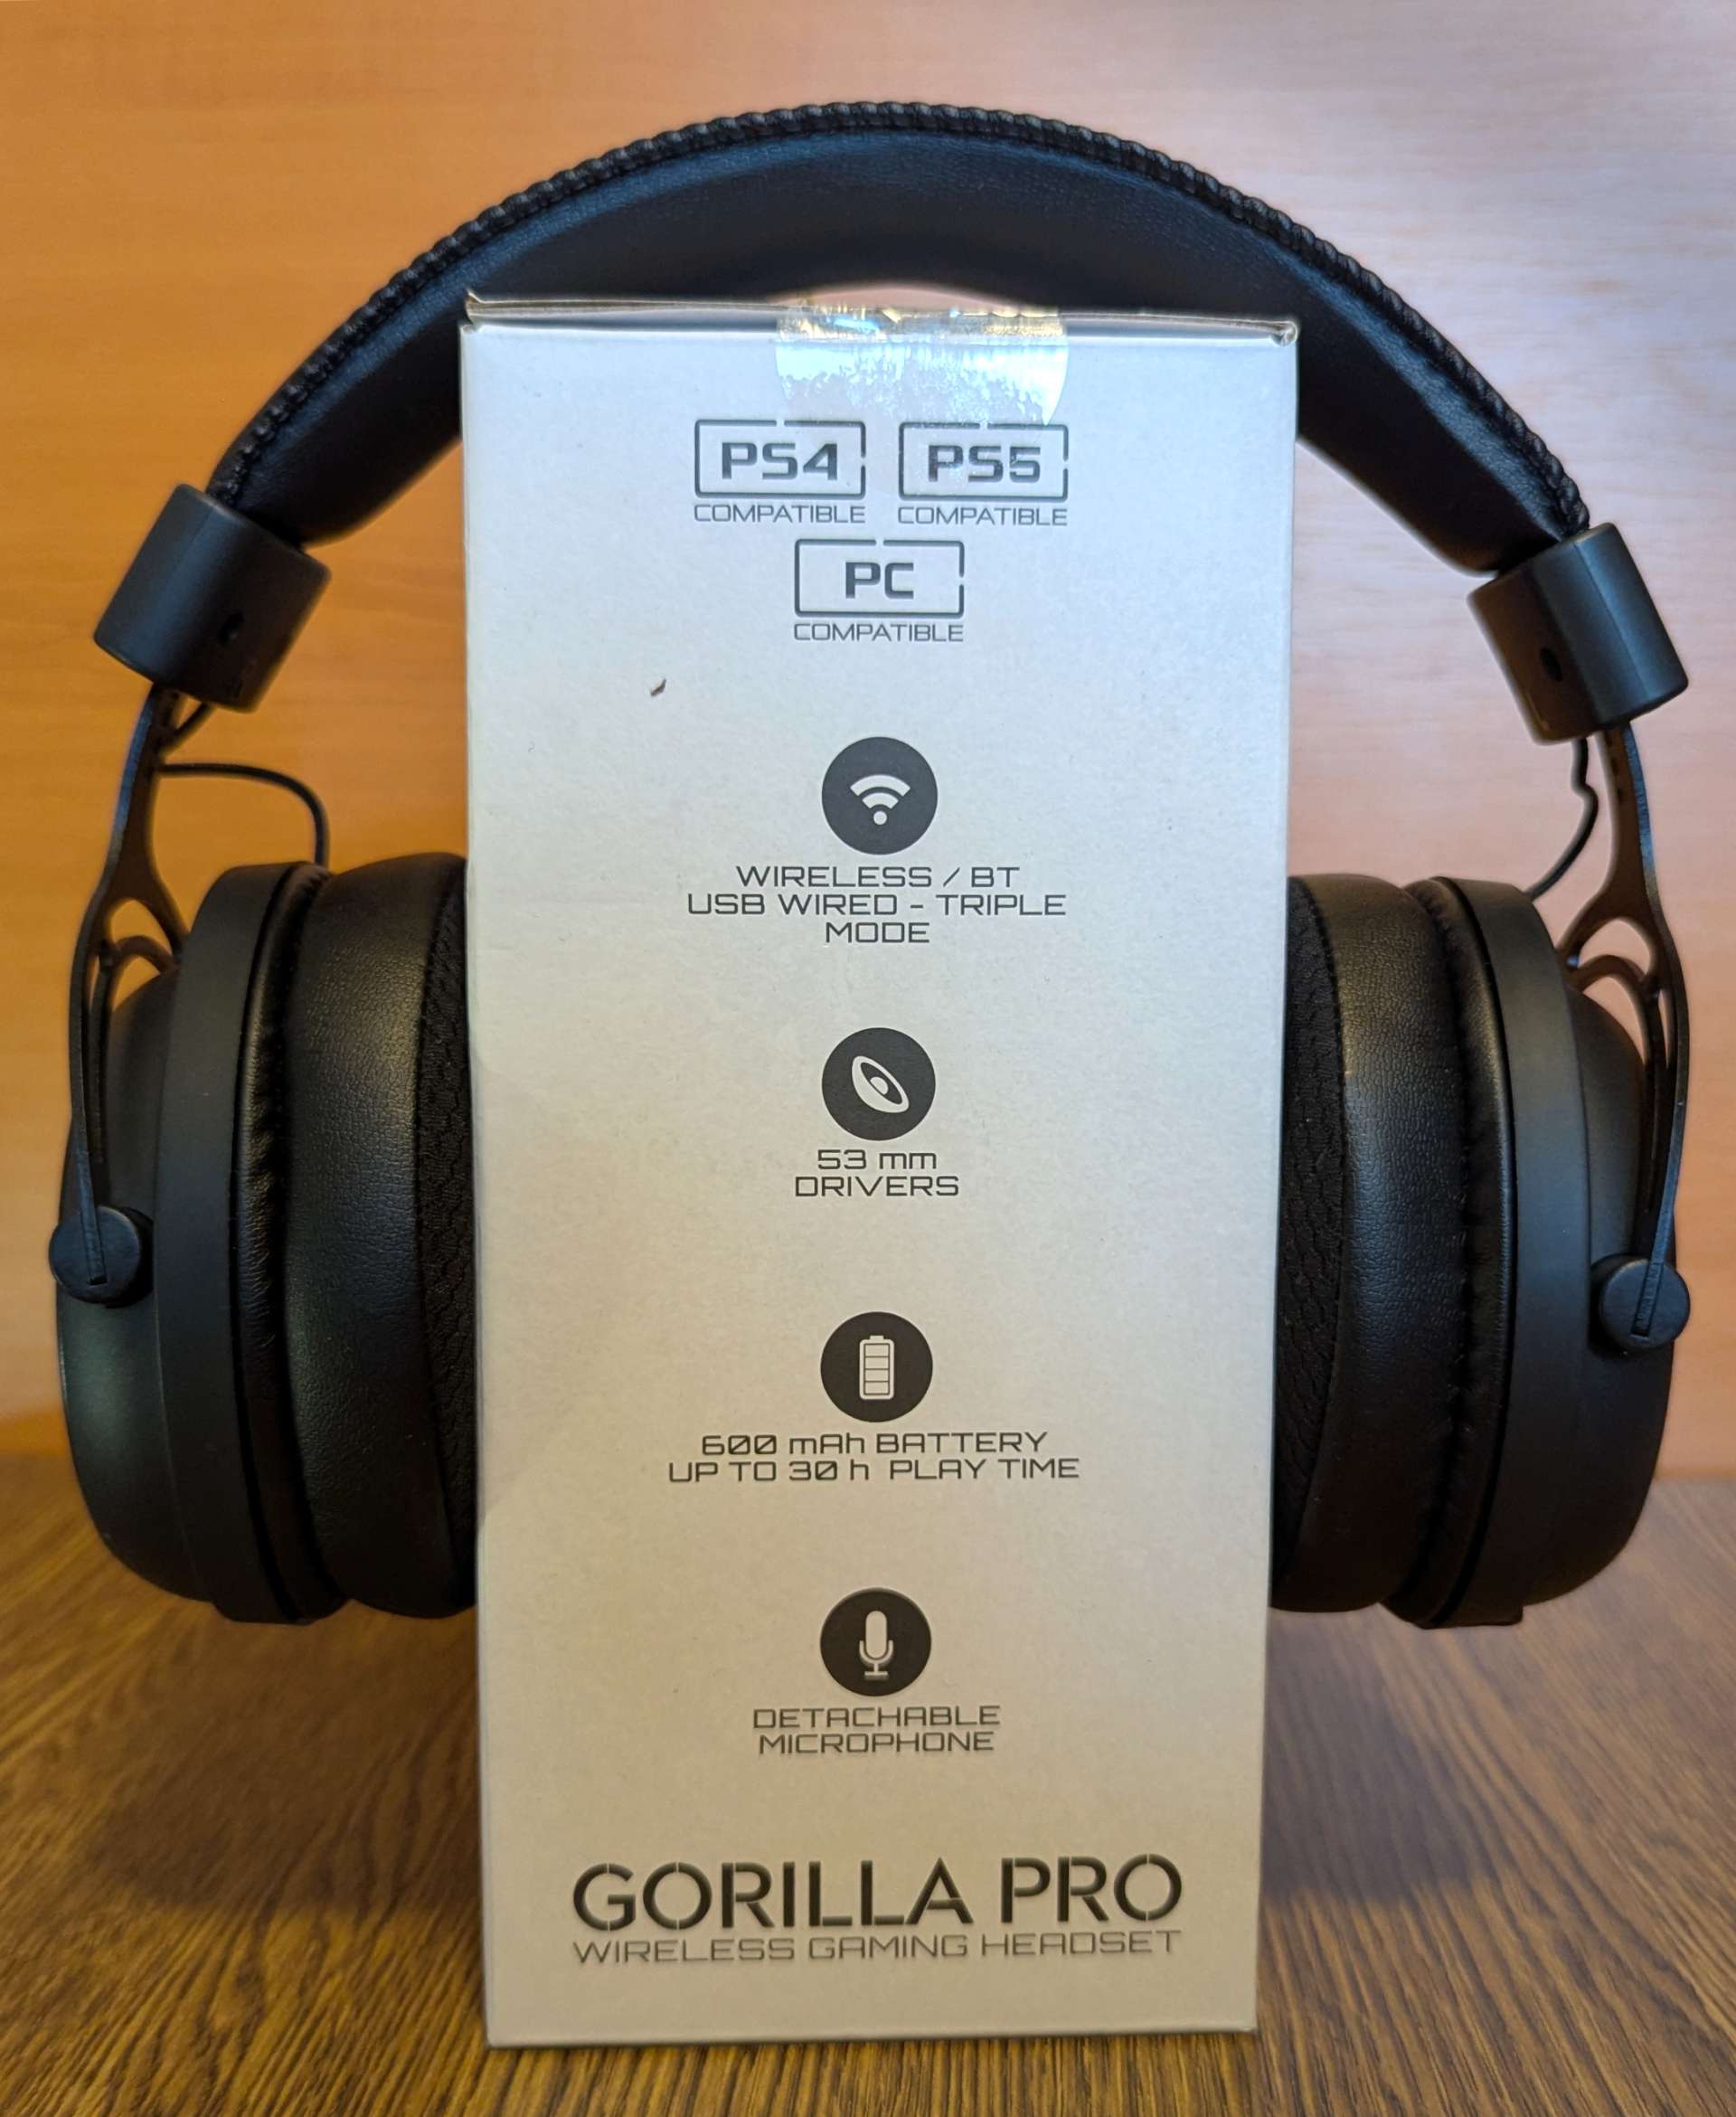 PS4 PS5
COMPATIBLE COMPATIBLE
PC
COMPATIBLE
WIRELESS / BT
USB WIRED - TRIPLE
MODE
53 mm
DRIVERS
600 mAh BATTERY
UP TO 30 h PLAY TIME
DETACHABLE
MICROPHONE
GORILLA PRO
WIRELESS GAMING HEADSET